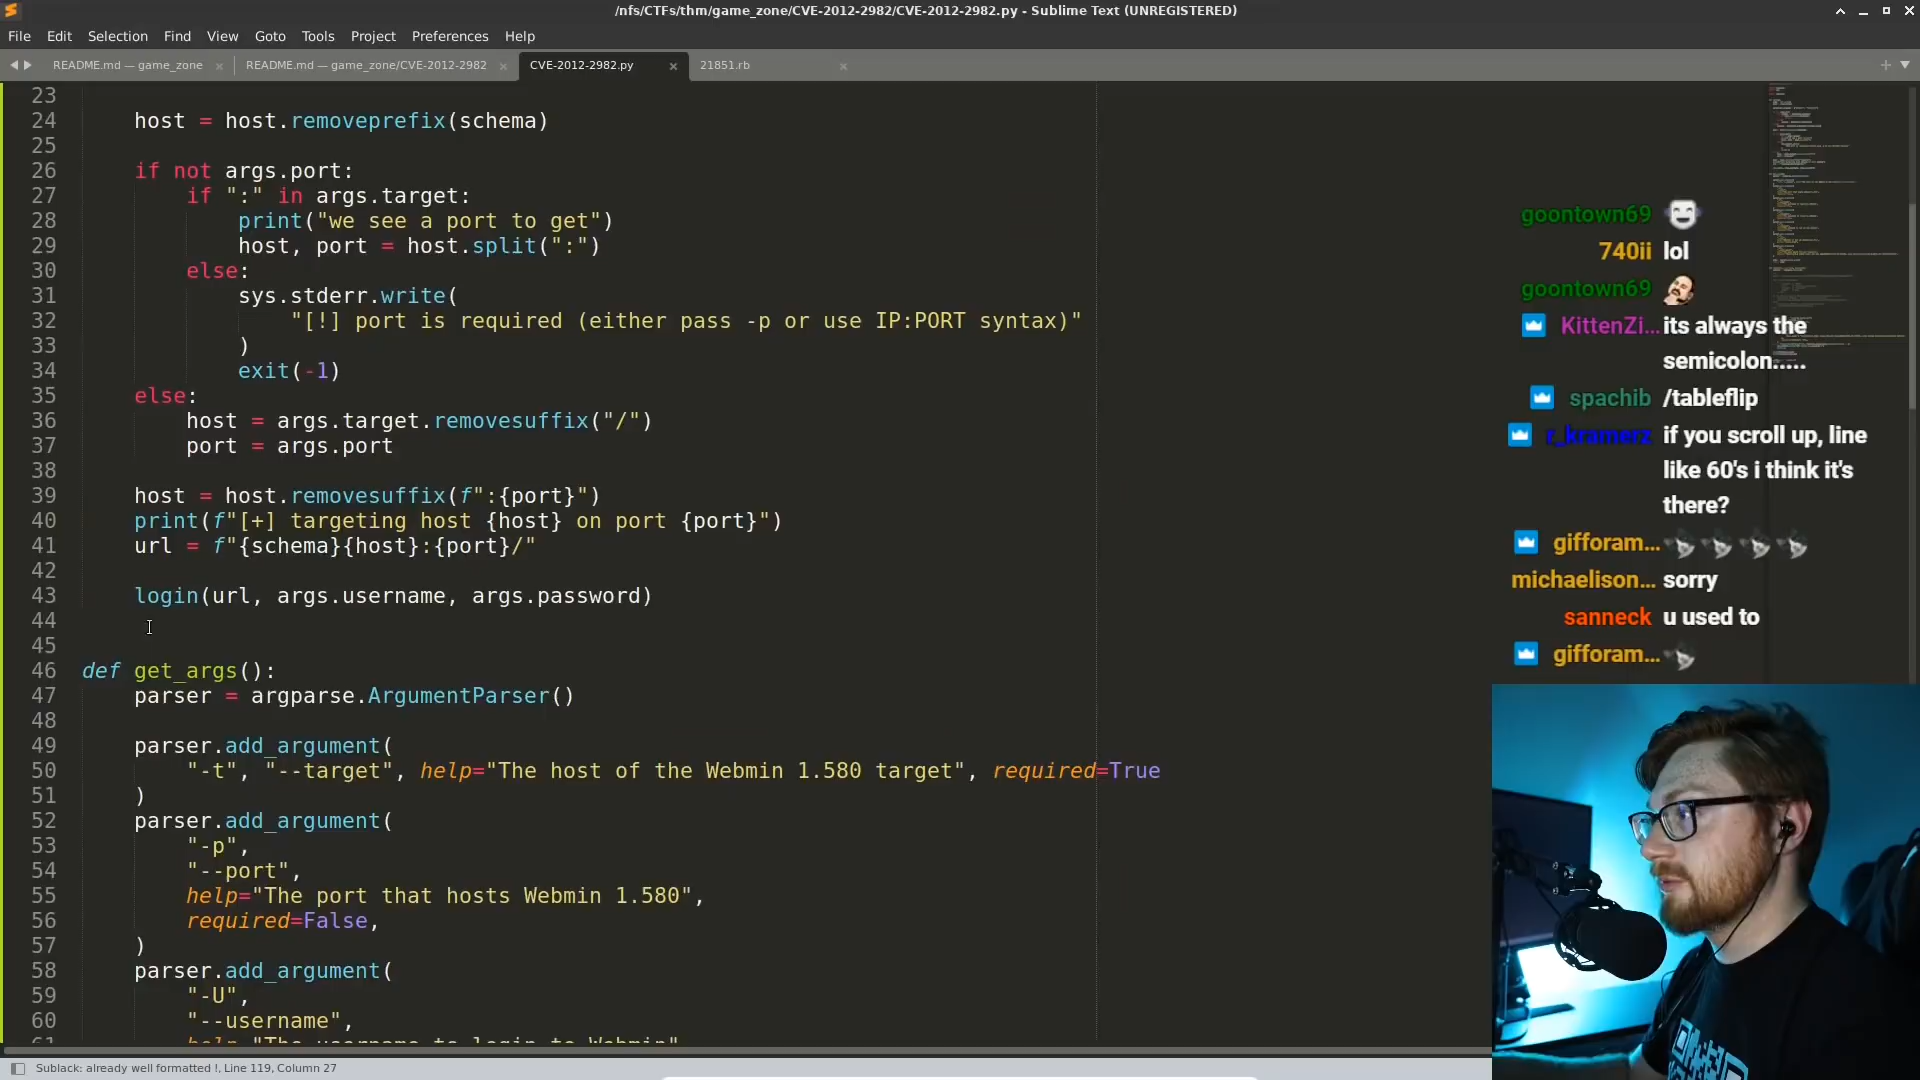 /nfs/CTFs/thm/game_zone/CVE-2012-2982/CVE-2012-2982.py - Sublime Text (UNREGISTERED)
File Edit Selection Find View Goto Tools Project Preferences Help
README.md — game_zone README.md — game_zone/CVE-2012-2982 CVE-2012-2982.py 21851.rb
23
24 host = host.removeprefix(schema)
25
26 if not args.port:
27 if ":" in args.target:
28 print("we see a port to get")
29 host, port = host.split(":")
30 else:
31 sys.stderr.write(
32 "[!] port is required (either pass -p or use IP:PORT syntax)"
33 )
34 exit(-1)
35 else:
36 host = args.target.removesuffix("/")
37 port = args.port
38
39 host = host.removesuffix(f":{port}")
40 print(f"[+] targeting host {host} on port {port}")
41 url = f"{schema}{host}:{port}/"
42
43 login(url, args.username, args.password)
44
45
46 def get_args():
47 parser = argparse.ArgumentParser()
48
49 parser.add_argument(
50 "-t", "--target", help="The host of the Webmin 1.580 target", required=True
51 )
52 parser.add_argument(
53 "-p",
54 "--port",
55 help="The port that hosts Webmin 1.580",
56 required=False,
57 )
58 parser.add_argument(
59 "-U",
60 "--username",
61 help="The username to login to Webmin"
goontown69
740ii lol
goontown69
KittenZi... its always the
semicolon.....
spachib /tableflip
r_kramerz if you scroll up, line
like 60's i think it's
there?
gifforam...
michaelison... sorry
sanneck u used to
gifforam...
Sublack: already well formatted !, Line 119, Column 27